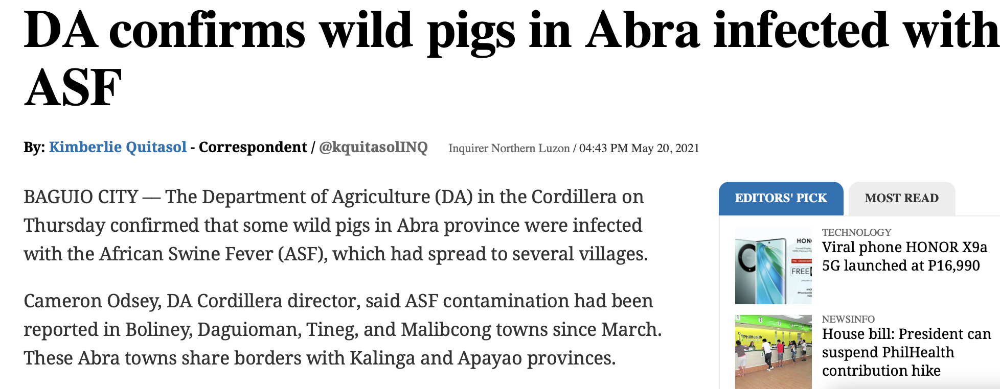 DA confirms wild pigs in Abra infected with
ASF
By: Kimberlie Quitasol - Correspondent / @kquitasolINQ
Inquirer Northern Luzon / 04:43 PM May 20, 2021
BAGUIO CITY — The Department of Agriculture (DA) in the Cordillera on
Thursday confirmed that some wild pigs in Abra province were infected
with the African Swine Fever (ASF), which had spread to several villages.
Cameron Odsey, DA Cordillera director, said ASF contamination had been
reported in Boliney, Daguioman, Tineg, and Malibcong towns since March.
These Abra towns share borders with Kalinga and Apayao provinces.
EDITORS' PICK
MOST READ
HON
FREE
TECHNOLOGY
Viral phone HONOR X9a
5G launched at P16,990
PhilHealth
NEWSINFO
House bill: President can
suspend PhilHealth
contribution hike